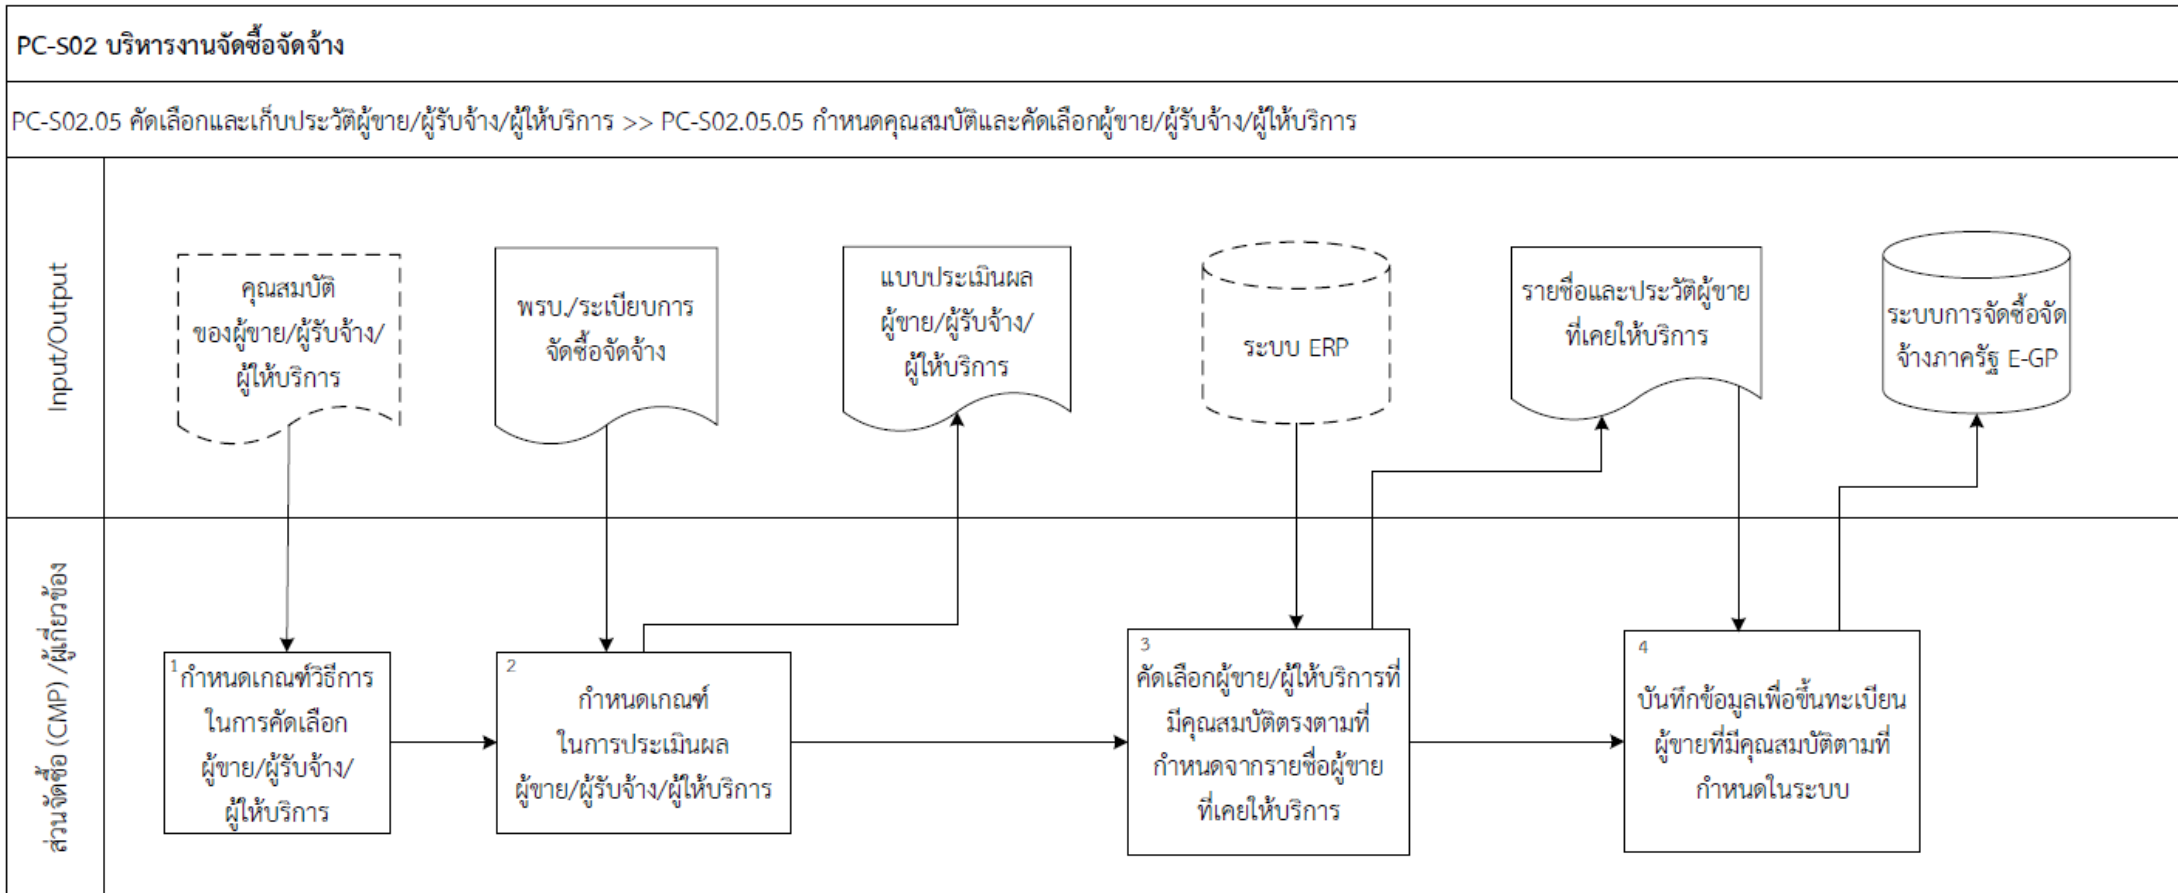 PC-S02 บริหารงานจัดซื้อจัดจ้าง
PC-S02.05 คัดเลือกและเก็บประวัติผู้ขาย/ผู้รับจ้าง/ผู้ให้บริการ >> PC-S02.05.05 กำหนดคุณสมบัติและคัดเลือกผู้ขาย/ผู้รับจ้าง/ผู้ให้บริการ
Input/Output
คุณสมบัติ
ของผู้ขาย/ผู้รับจ้าง/
ผู้ให้บริการ
พรบ./ระเบียบการ
จัดซื้อจัดจ้าง
แบบประเมินผล
ผู้ขาย/ผู้รับจ้าง/
ผู้ให้บริการ
ระบบ ERP
รายชื่อและประวัติผู้ขาย
ที่เคยให้บริการ
ระบบการจัดซื้อจัด
จ้างภาครัฐ E-GP
ส่วนจัดซื้อ (CMP) /ผู้เกี่ยวข้อง
1
กำหนดเกณฑ์วิธีการ
ในการคัดเลือก
ผู้ขาย/ผู้รับจ้าง/
ผู้ให้บริการ
2
กำหนดเกณฑ์
ในการประเมินผล
ผู้ขาย/ผู้รับจ้าง/ผู้ให้บริการ
3
คัดเลือกผู้ขาย/ผู้ให้บริการที่
มีคุณสมบัติตรงตามที่
กำหนดจากรายชื่อผู้ขาย
ที่เคยให้บริการ
4
บันทึกข้อมูลเพื่อขึ้นทะเบียน
ผู้ขายที่มีคุณสมบัติตามที่
กำหนดในระบบ